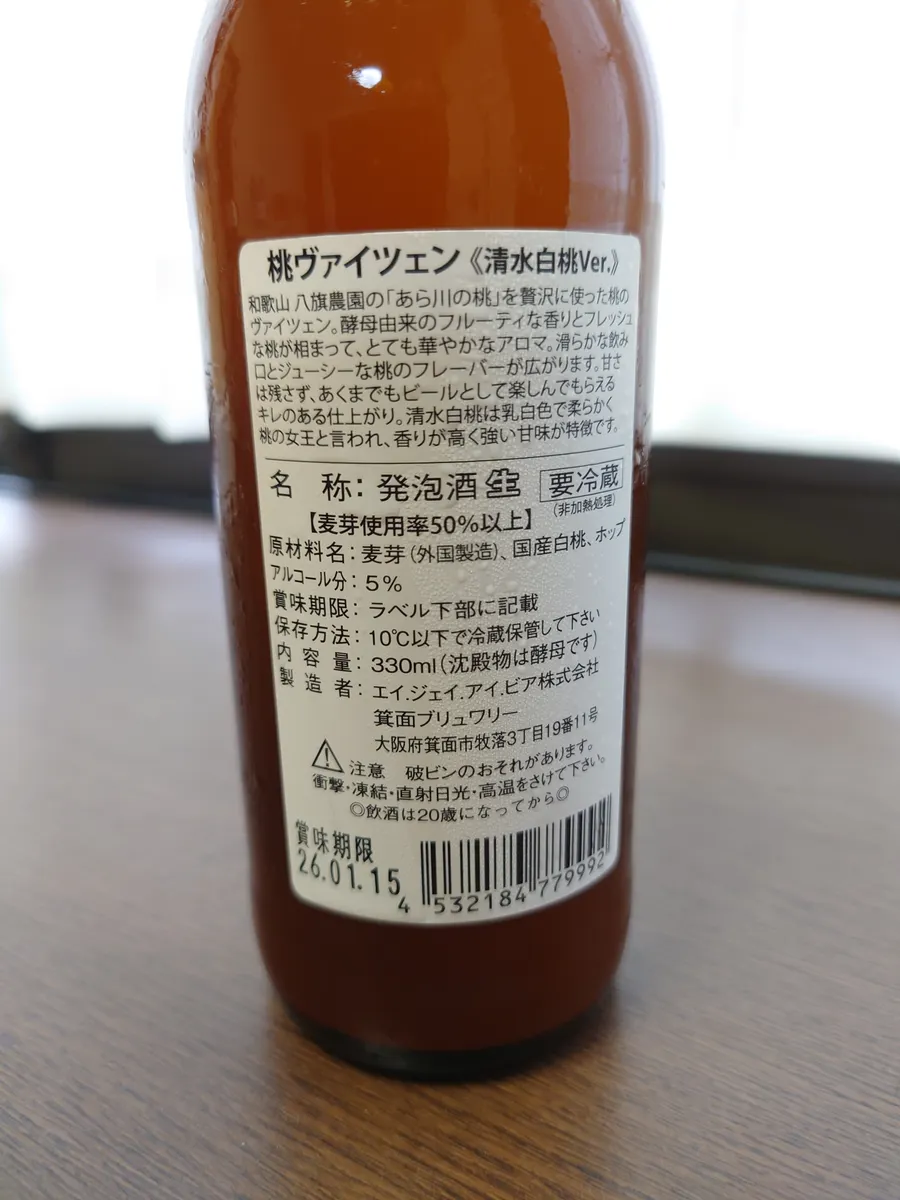 桃ヴァイツェン《清水白桃Ver.》
和歌山 八旗農園の「あら川の桃」を贅沢に使った桃の
ヴァイツェン。酵母由来のフルーティな香りとフレッシュ
な桃が相まって、とても華やかなアロマ。滑らかな飲み
口とジューシーな桃のフレーバーが広がります。甘さ
は残さず、あくまでもビールとして楽しんでもらえる
キレのある仕上がり。清水白桃は乳白色で柔らかく
桃の女王と言われ、香りが高く強い甘味が特徴です。
名 称:発泡酒 生 要冷蔵
(非加熱処理)
【麦芽使用率50%以上】
原材料名:麦芽(外国製造)、国産白桃、ホップ
アルコール分:5%
賞味期限:ラベル下部に記載
保存方法:10℃以下で冷蔵保管して下さい
内容量:330ml(沈殿物は酵母です)
製造者:エイ.ジェイ.アイ.ビア株式会社
箕面ブリュワリー
大阪府箕面市牧落3丁目19番11号
注意 破ビンのおそれがあります。
衝撃・凍結・直射日光・高温をさけて下さい。
◎飲酒は20歳になってから◎
賞味期限
26.01.15
4 532184 779992